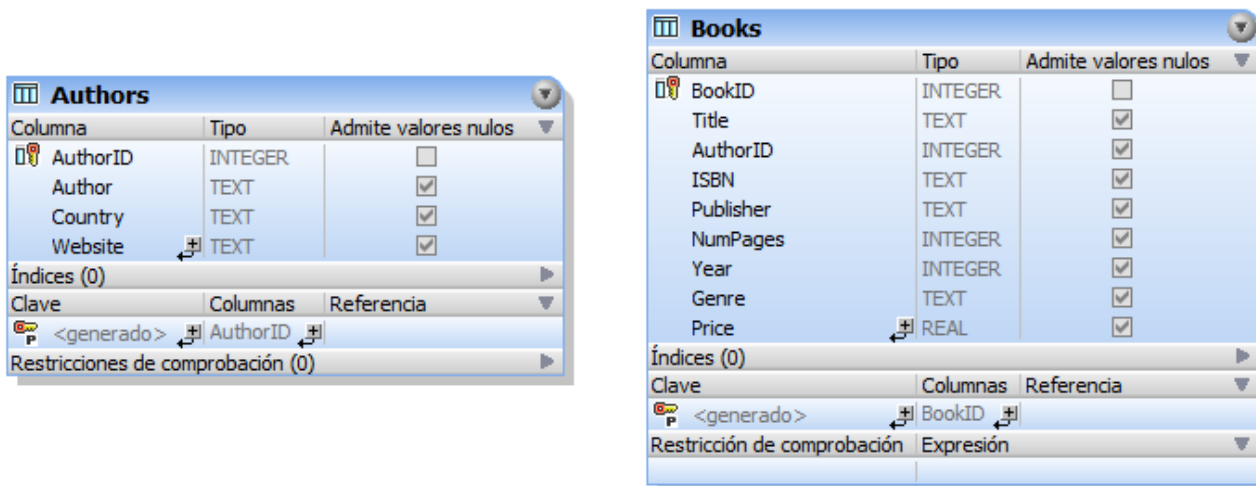 Authors
Columna Tipo Admite valores nulos
AuthorID INTEGER
Author TEXT
Country TEXT
Website TEXT
Índices (0)
Clave Columnas Referencia
P <generado> AuthorID
Restricciones de comprobación (0)
Books
Columna Tipo Admite valores nulos
BookID INTEGER
Title TEXT
AuthorID INTEGER
ISBN TEXT
Publisher TEXT
NumPages INTEGER
Year INTEGER
Genre TEXT
Price REAL
Índices (0)
Clave Columnas Referencia
P <generado> BookID
Restricción de comprobación Expresión